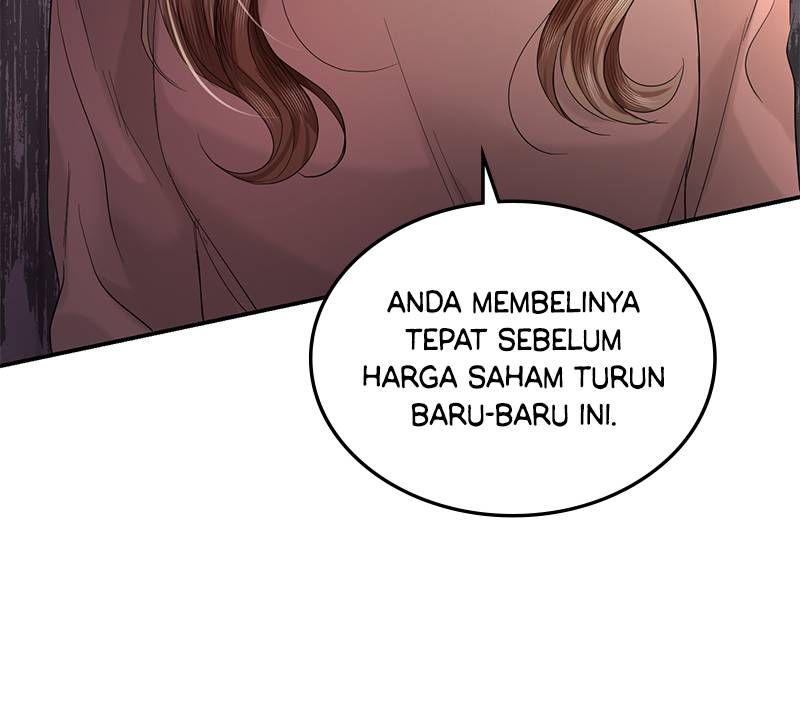 ANDA MEMBELINYA
TEPAT SEBELUM
HARGA SAHAM TURUN
BARU-BARU INI.